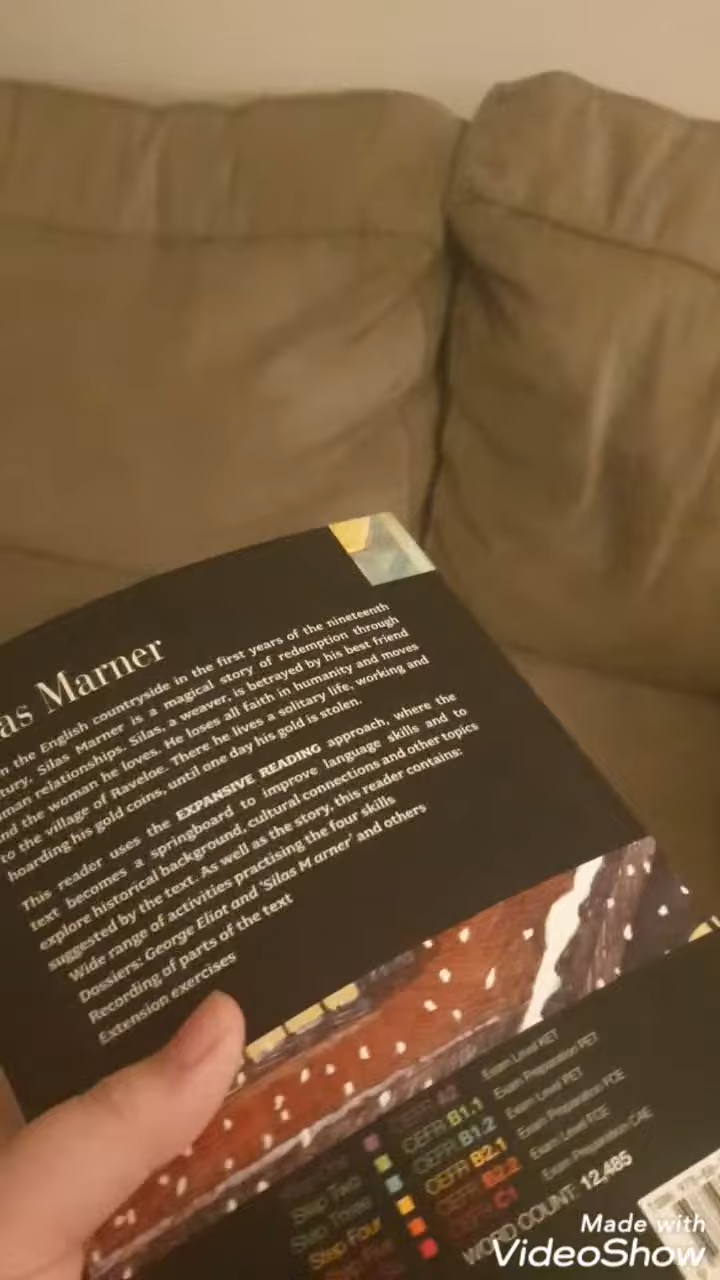 as Marner
the English countryside in the first years of the nineteenth
tury, Silas Marner is a magical story of redemption through
man relationships. Silas, a weaver, is betrayed by his best friend
nd the woman he loves. He loses all faith in humanity and moves
to the village of Raveloe. There he lives a solitary life, working and
hoarding his gold coins, until one day his gold is stolen.
This reader uses the EXPANSIVE READING approach, where the
text becomes a springboard to improve language skills and to
explore historical background, cultural connections and other topics
suggested by the text. As well as the story, this reader contains:
Wide range of activities practising the four skills
Dossiers: George Eliot and 'Silas Marner' and others
Recording of parts of the text
Extension exercises
CEFR A2 Exam Level KET
Step Two CEFR B1.1 Exam Preparation PET
Step Three CEFR B1.2 Exam Level PET
Step Four CEFR B2.1 Exam Preparation FCE
CEFR B2.2 Exam Level FCE
C1 Exam Preparation CAE
WORD COUNT: 12,485
Made with
VideoShow